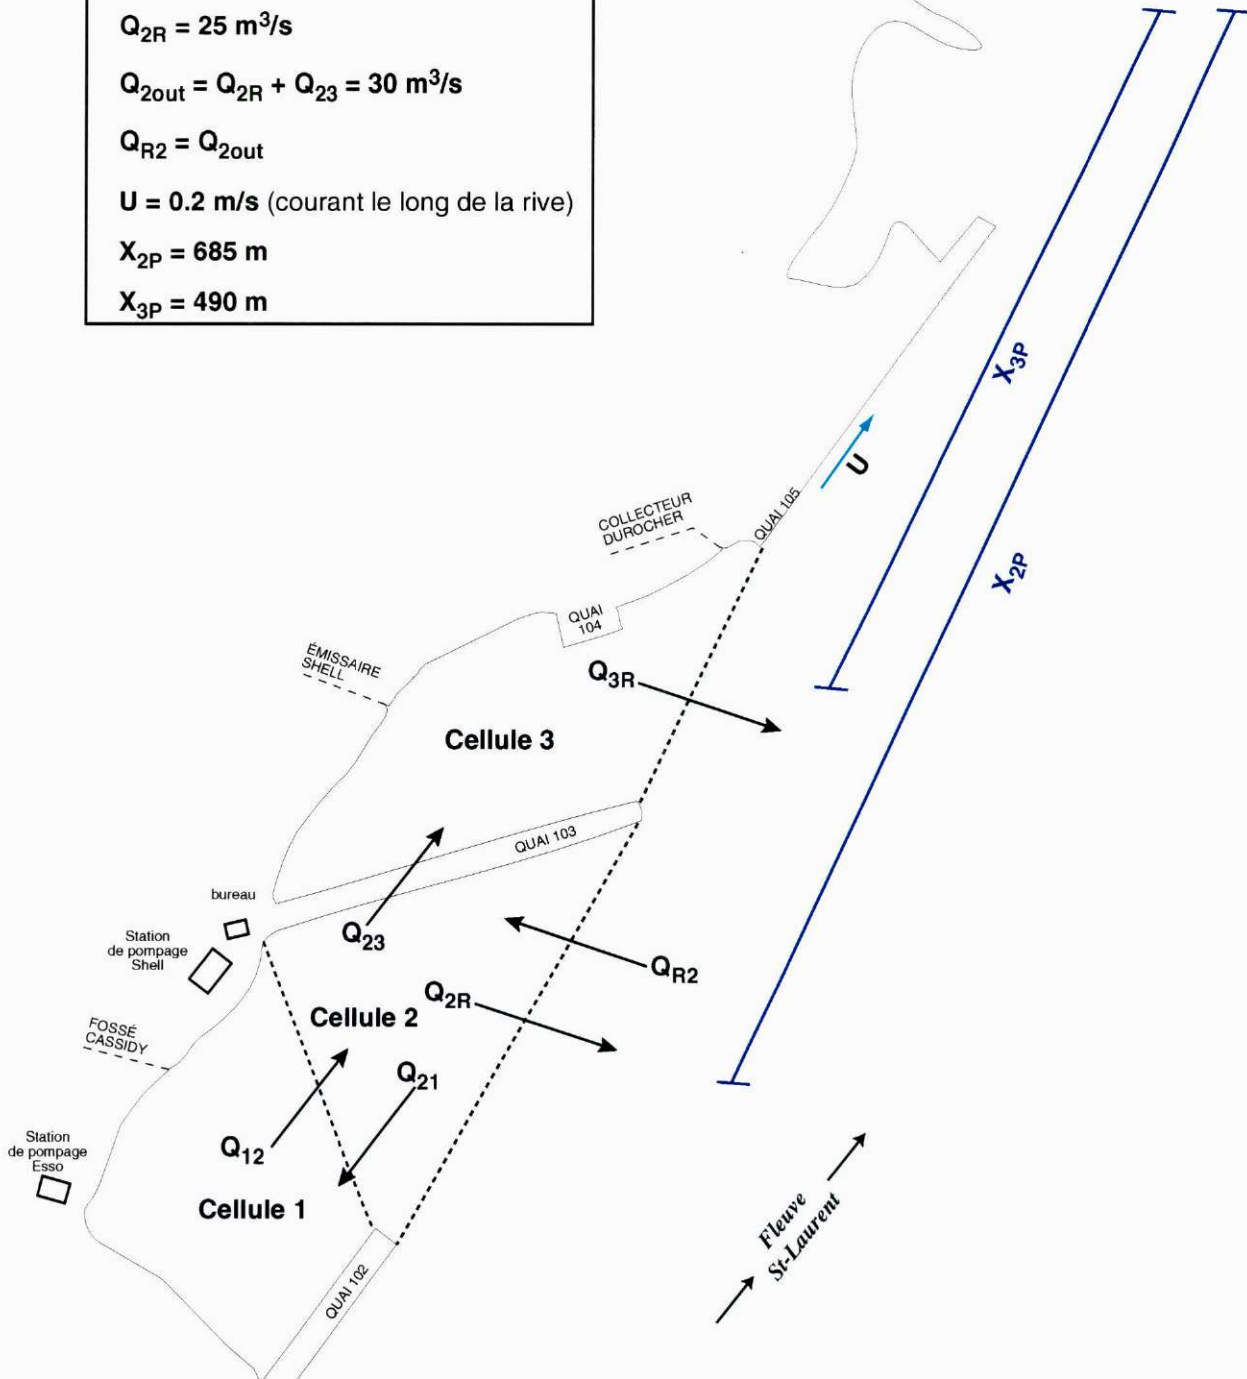 Q2R = 25 m³/s
Q2out = Q2R + Q23 = 30 m³/s
QR2 = Q2out
U = 0.2 m/s (courant le long de la rive)
X2P = 685 m
X3P = 490 m
X3P
U
QUAI 105
COLLECTEUR
DUROCHER
X2P
QUAI
104
ÉMISSAIRE
SHELL
Q3R
Cellule 3
QUAI 103
bureau
Station
de pompage
Shell
Q23
QR2
Q2R
Cellule 2
FOSSÉ
CASSIDY
Q21
Station
de pompage
Esso
Q12
Cellule 1
Fleuve
St-Laurent
QUAI 102